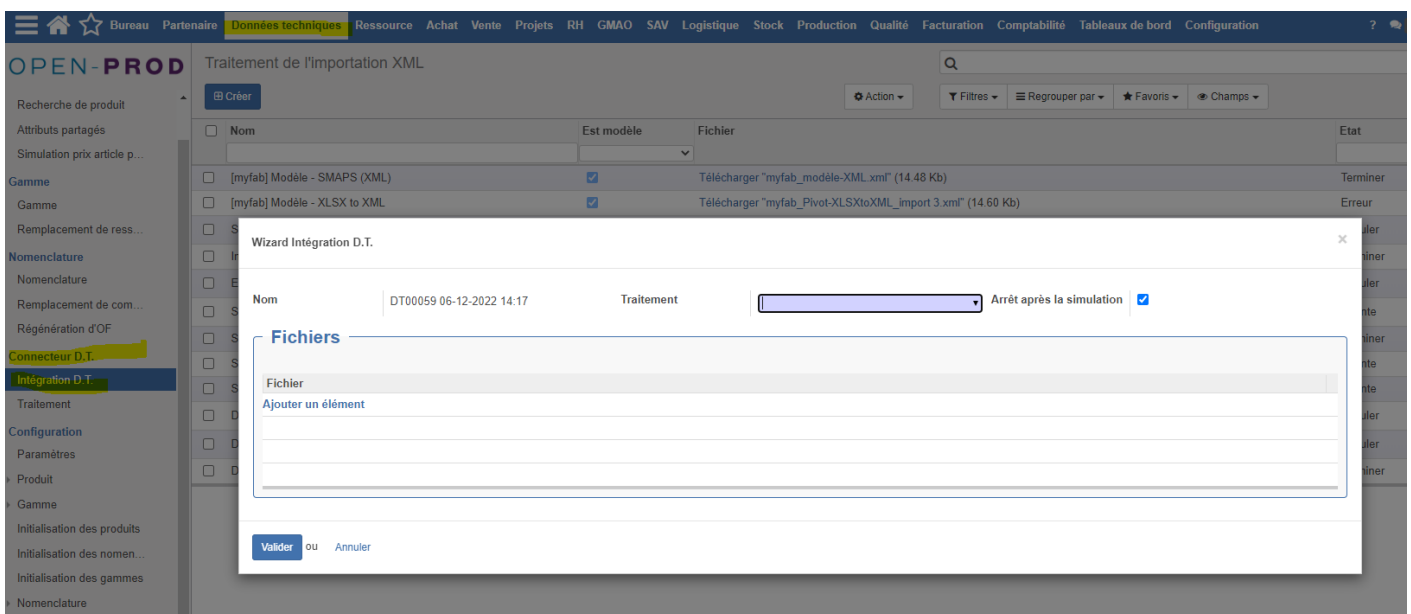 Bureau Partenaire Données techniques Ressource Achat Vente Projets RH GMAO SAV Logistique Stock Production Qualité Facturation Comptabilité Tableaux de bord Configuration ?
OPEN-PROD
Traitement de l'importation XML
Créer
Action
Filtres
Regrouper par
Favoris
Champs
Recherche de produit
Attributs partagés
Simulation prix article p...
Gamme
Gamme
Remplacement de ress...
Nomenclature
Nomenclature
Remplacement de com...
Régénération d'OF
Connecteur D.T.
Intégration D.T.
Traitement
Configuration
Paramètres
Produit
Gamme
Initialisation des produits
Initialisation des nomen...
Initialisation des gammes
Nomenclature
Nom Est modèle Fichier Etat
[myfab] Modèle - SMAPS (XML) Télécharger "myfab_modèle-XML.xml" (14.48 Kb) Terminer
[myfab] Modèle - XLSX to XML Télécharger "myfab_Pivot-XLSXtoXML_import 3.xml" (14.60 Kb) Erreur
Wizard Intégration D.T. ×
Nom DT00059 06-12-2022 14:17 Traitement Arrêt après la simulation
Fichiers
Fichier
Ajouter un élément
Valider ou Annuler